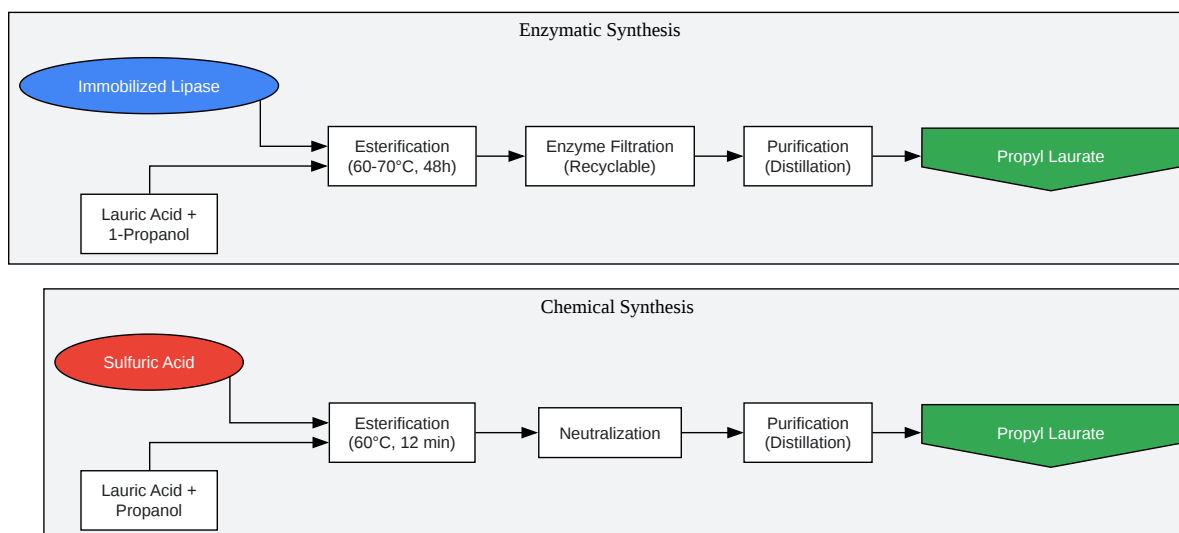 Enzymatic Synthesis
Immobilized Lipase
Lauric Acid +
1-Propanol
Esterification
(60-70°C, 48h)
Enzyme Filtration
(Recyclable)
Purification
(Distillation)
Propyl Laurate
Chemical Synthesis
Sulfuric Acid
Lauric Acid +
Propanol
Esterification
(60°C, 12 min)
Neutralization
Purification
(Distillation)
Propyl Laurate